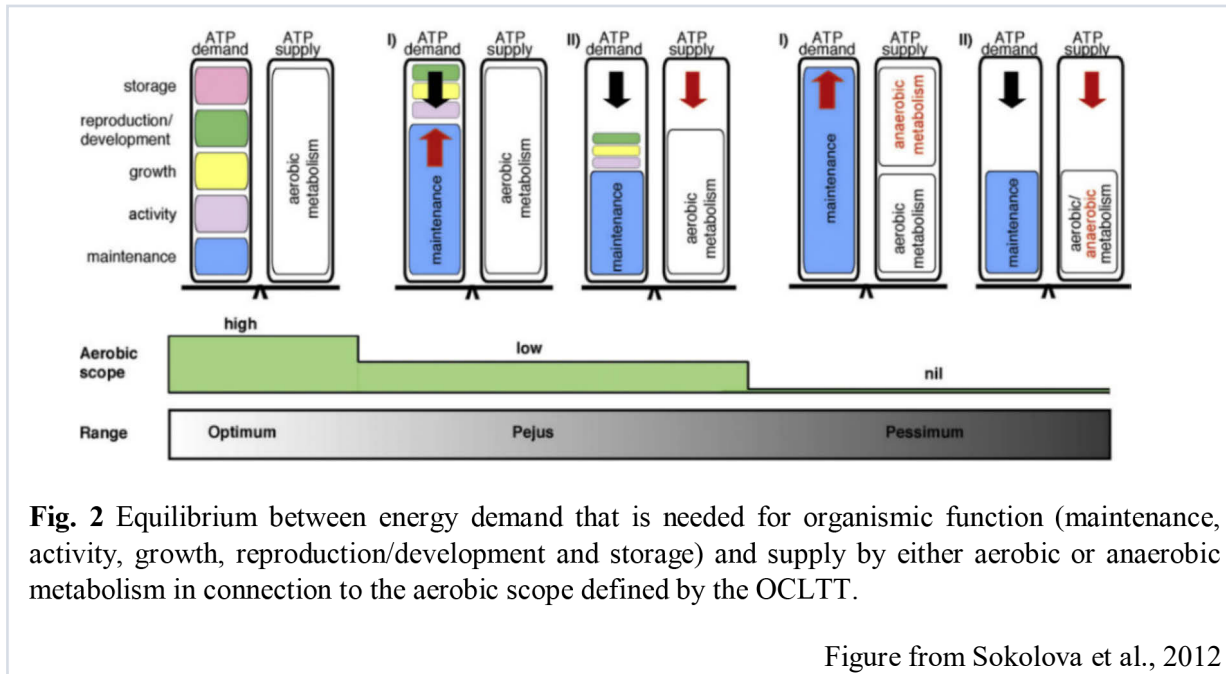 ATP demand
ATP supply
I)
ATP demand
ATP supply
II)
ATP demand
ATP supply
I)
ATP demand
ATP supply
II)
ATP demand
ATP supply
storage
reproduction/
development
growth
activity
maintenance
aerobic
metabolism
maintenance
aerobic
metabolism
maintenance
aerobic
metabolism
maintenance
anaerobic
metabolism
aerobic
metabolism
maintenance
aerobic/
anaerobic
metabolism
high
low
nil
Aerobic
scope
Range
Optimum
Pejus
Pessimum
Fig. 2 Equilibrium between energy demand that is needed for organismic function (maintenance,
activity, growth, reproduction/development and storage) and supply by either aerobic or anaerobic
metabolism in connection to the aerobic scope defined by the OCLTT.
Figure from Sokolova et al., 2012